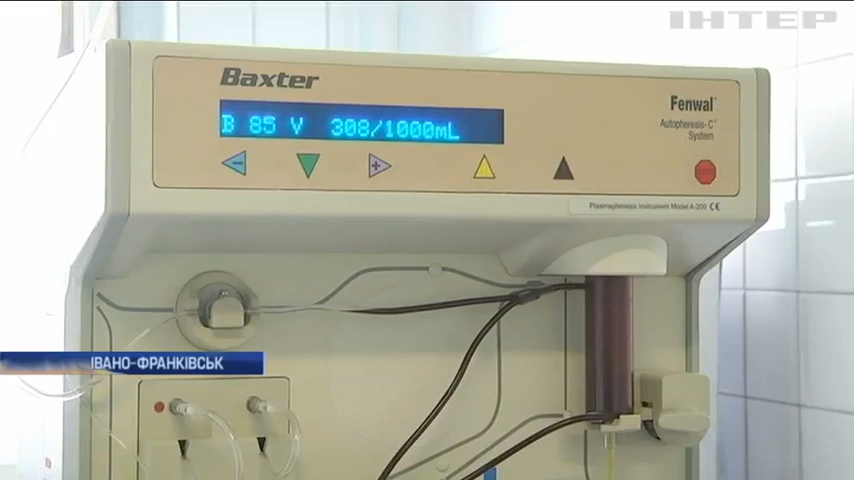 ІНТЕР
Baxter
B 85 V 308/1000mL
Fenwal
Autopheresis-C
System
Plasmapheresis Instrument Model A-200 CE
ІВАНО-ФРАНКІВСЬК